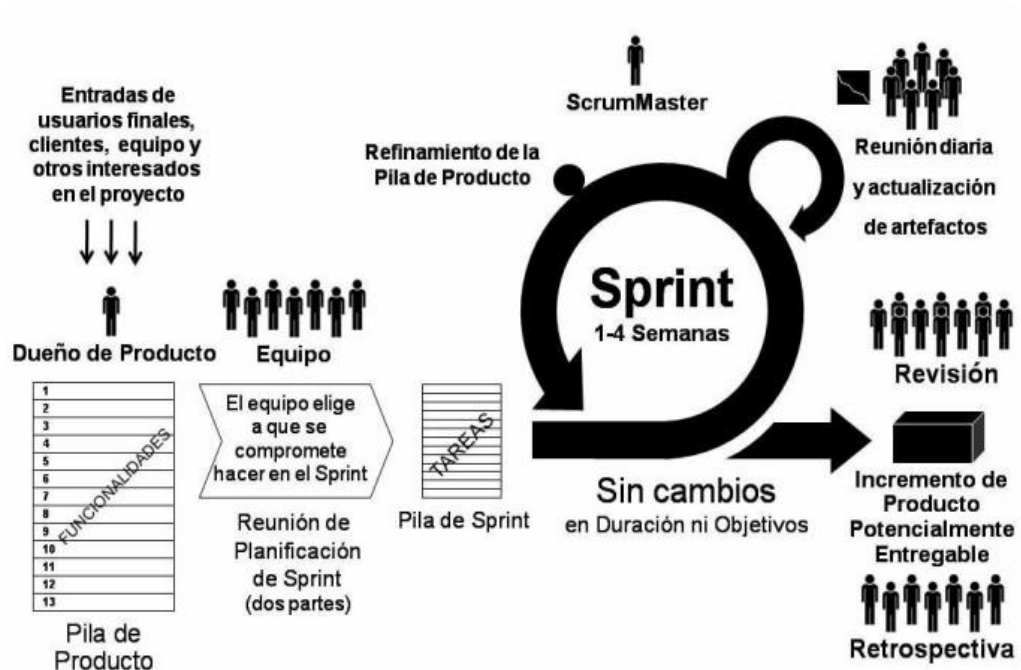 Entradas de
usuarios finales,
clientes, equipo y
otros interesados
en el proyecto
Dueño de Producto
1
2
3
4
5
6
7
8
9
10
11
12
13
FUNCIONALIDADES
Pila de
Producto
Equipo
El equipo elige
a que se
compromete
hacer en el Sprint
Reunión de
Planificación
de Sprint
(dos partes)
TAREAS
Pila de Sprint
Refinamiento de la
Pila de Producto
ScrumMaster
Sprint
1-4 Semanas
Sin cambios
en Duración ni Objetivos
Reunión diaria
y actualización
de artefactos
Revisión
Incremento de
Producto
Potencialmente
Entregable
Retrospectiva